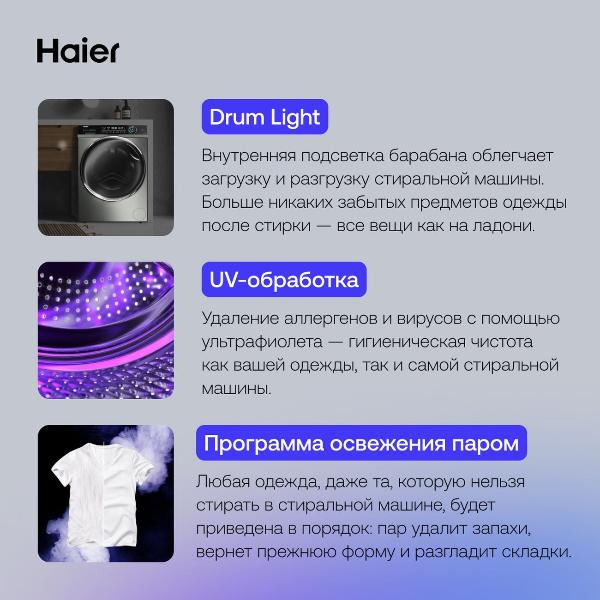 Haier
Drum Light
Внутренняя подсветка барабана облегчает
загрузку и разгрузку стиральной машины.
Больше никаких забытых предметов одежды
после стирки — все вещи как на ладони.
UV-обработка
Удаление аллергенов и вирусов с помощью
ультрафиолета — гигиеническая чистота
как вашей одежды, так и самой стиральной
машины.
Программа освежения паром
Любая одежда, даже та, которую нельзя
стирать в стиральной машине, будет
приведена в порядок: пар удалит запахи,
вернет прежнюю форму и разгладит складки.